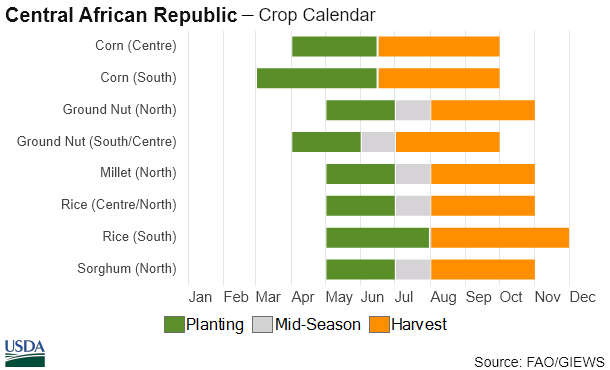 Central African Republic – Crop Calendar
Corn (Centre)
Corn (South)
Ground Nut (North)
Ground Nut (South/Centre)
Millet (North)
Rice (Centre/North)
Rice (South)
Sorghum (North)
Jan Feb Mar Apr May Jun Jul Aug Sep Oct Nov Dec
Planting Mid-Season Harvest
USDA
Source: FAO/GIEWS